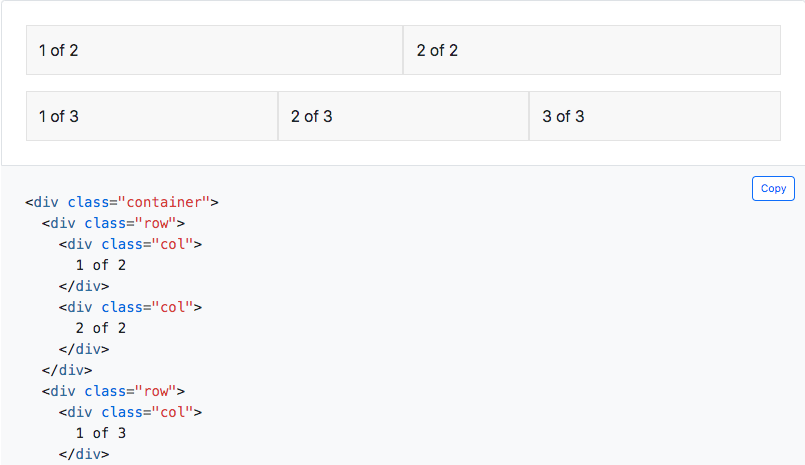 1 of 2
2 of 2
1 of 3
2 of 3
3 of 3
Copy
<div class="container">
  <div class="row">
    <div class="col">
      1 of 2
    </div>
    <div class="col">
      2 of 2
    </div>
  </div>
  <div class="row">
    <div class="col">
      1 of 3
    </div>